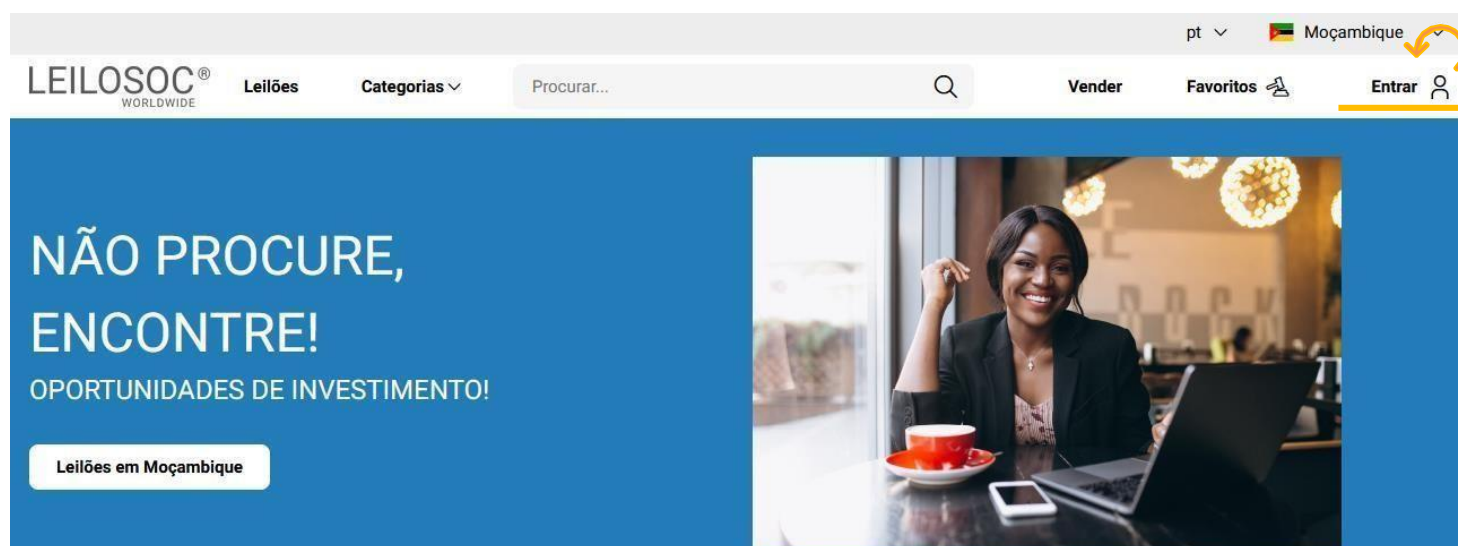 pt Moçambique
LEILOSOC®
WORLDWIDE
Leilões Categorias Procurar... Vender Favoritos Entrar
NÃO PROCURE,
ENCONTRE!
OPORTUNIDADES DE INVESTIMENTO!
Leilões em Moçambique